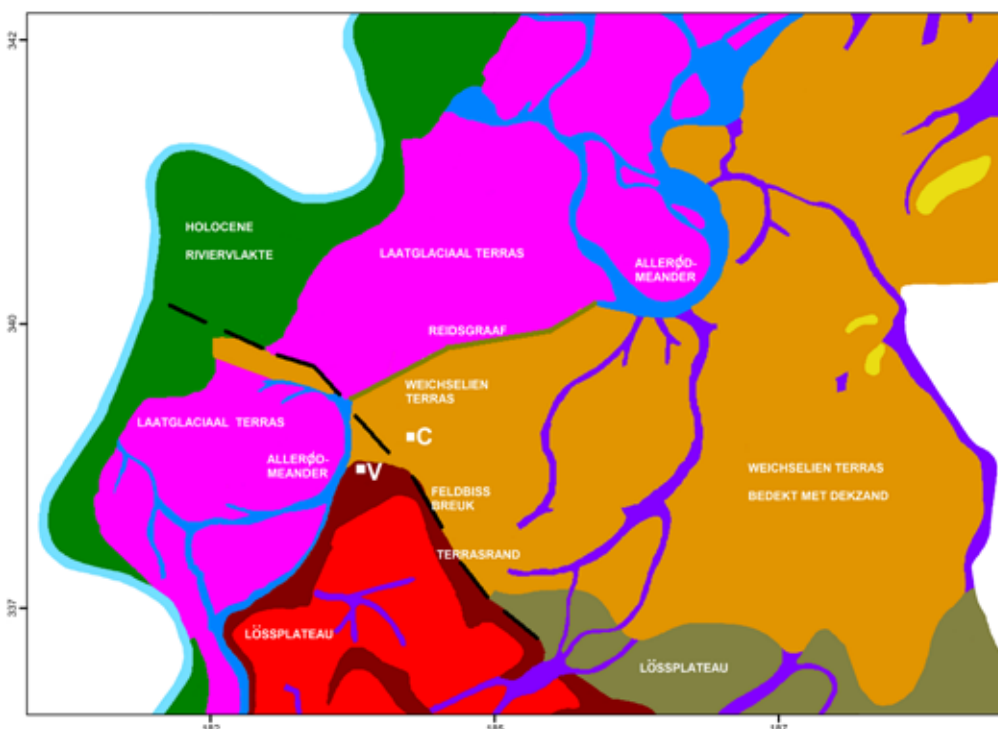 342
340
337
HOLOCENE
RIVIERVLAKTE
LAATGLACIAAL TERRAS
ALLERØD-
MEANDER
REIDSGRAAF
WEICHSELIEN
TERRAS
LAATGLACIAAL TERRAS
C
ALLERØD-
MEANDER
V
WEICHSELIEN TERRAS
BEDEKT MET DEKZAND
FELDBISS
BREUK
TERRASRAND
LÖSSPLATEAU
LÖSSPLATEAU
187